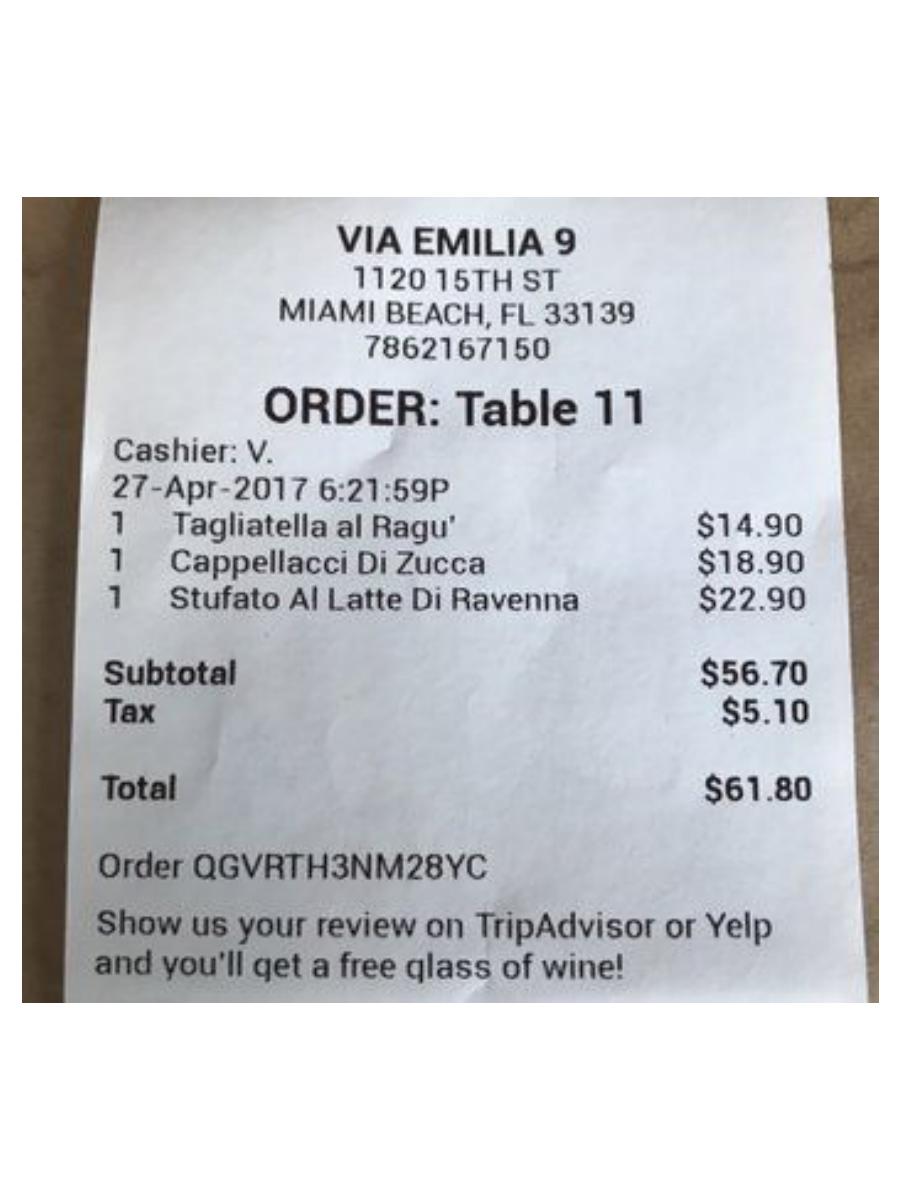 VIA EMILIA 9
1120 15TH ST
MIAMI BEACH, FL 33139
7862167150
ORDER: Table 11
Cashier: V.
27-Apr-2017 6:21:59P
1 Tagliatella al Ragu' $14.90
1 Cappellacci Di Zucca $18.90
1 Stufato Al Latte Di Ravenna $22.90
Subtotal $56.70
Tax $5.10
Total $61.80
Order QGVRTH3NM28YC
Show us your review on TripAdvisor or Yelp
and you'll get a free glass of wine!